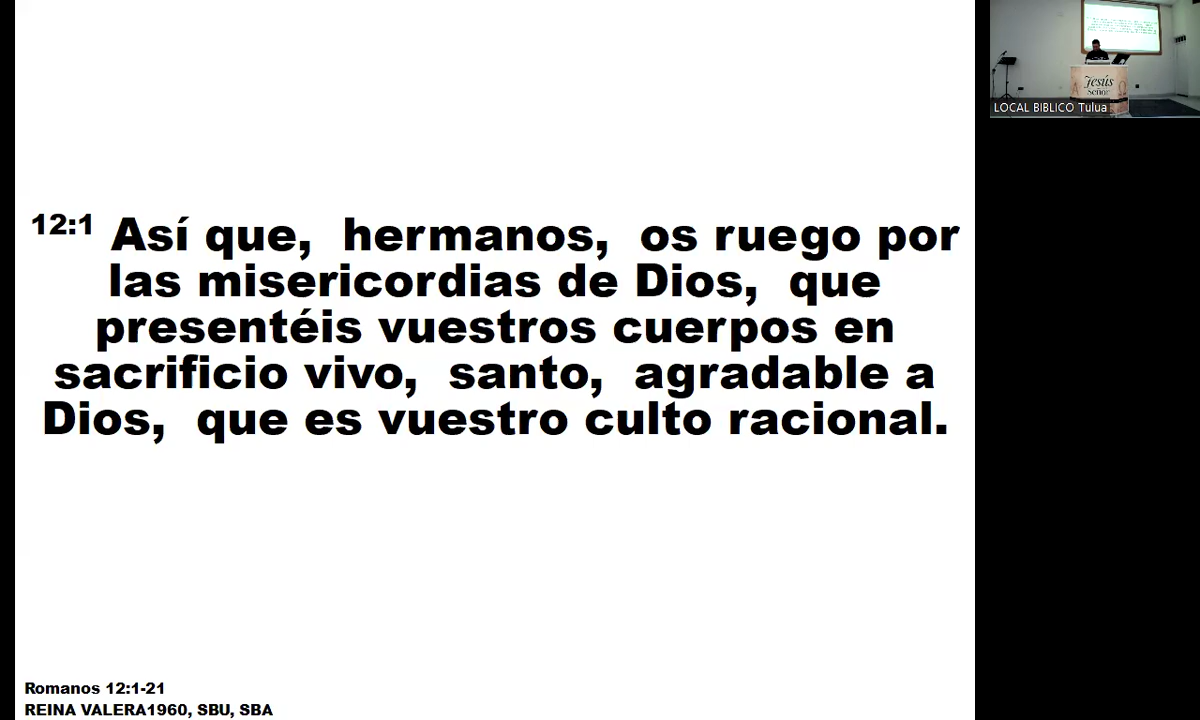 12:1 Así que,  hermanos,  os ruego por
las misericordias de Dios,  que
presentéis vuestros cuerpos en
sacrificio vivo,  santo,  agradable a
Dios,  que es vuestro culto racional.
Romanos 12:1-21
REINA VALERA1960, SBU, SBA
Jesús
Señor
LOCAL BIBLICO Tulua